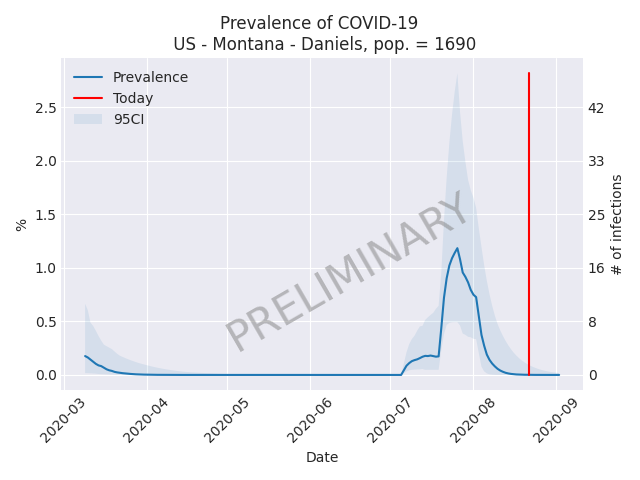 Prevalence of COVID-19
US - Montana - Daniels, pop. = 1690
Prevalence
Today
95CI
PRELIMINARY
%
2.5
2.0
1.5
1.0
0.5
0.0
# of infections
42
33
25
16
8
0
2020-03
2020-04
2020-05
2020-06
2020-07
2020-08
2020-09
Date